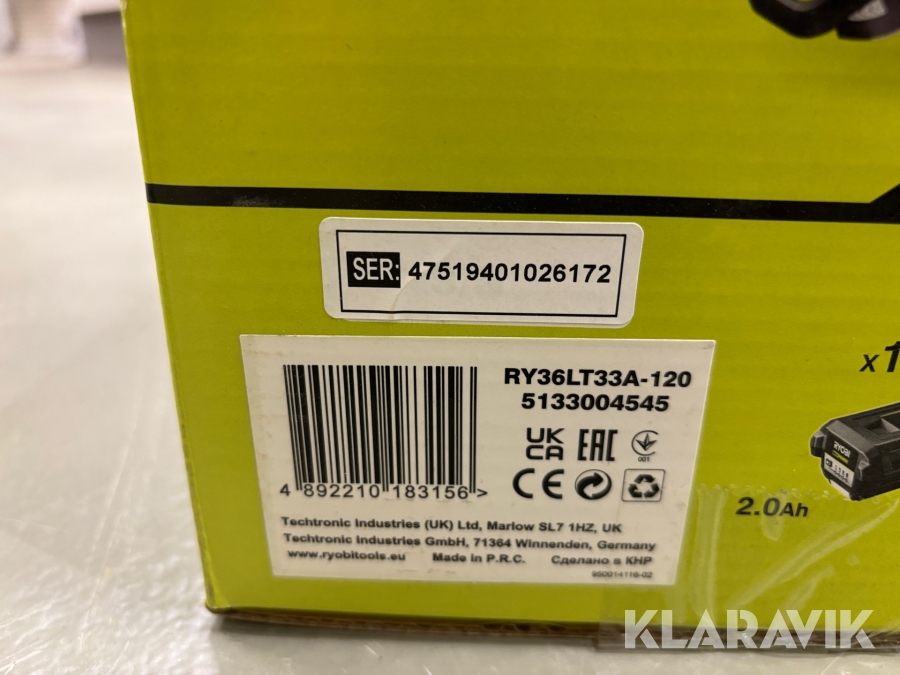 SER: 47519401026172
RY36LT33A-120
5133004545
UK
CA
EAC
001
CE
4 892210 183156 >
Techtronic Industries (UK) Ltd, Marlow SL7 1HZ, UK
Techtronic Industries GmbH, 71364 Winnenden, Germany
www.ryobitools.eu Made in P.R.C. Сделано в КНР
950014116-02
x1
RYOBI
2.0Ah
KLARAVIK